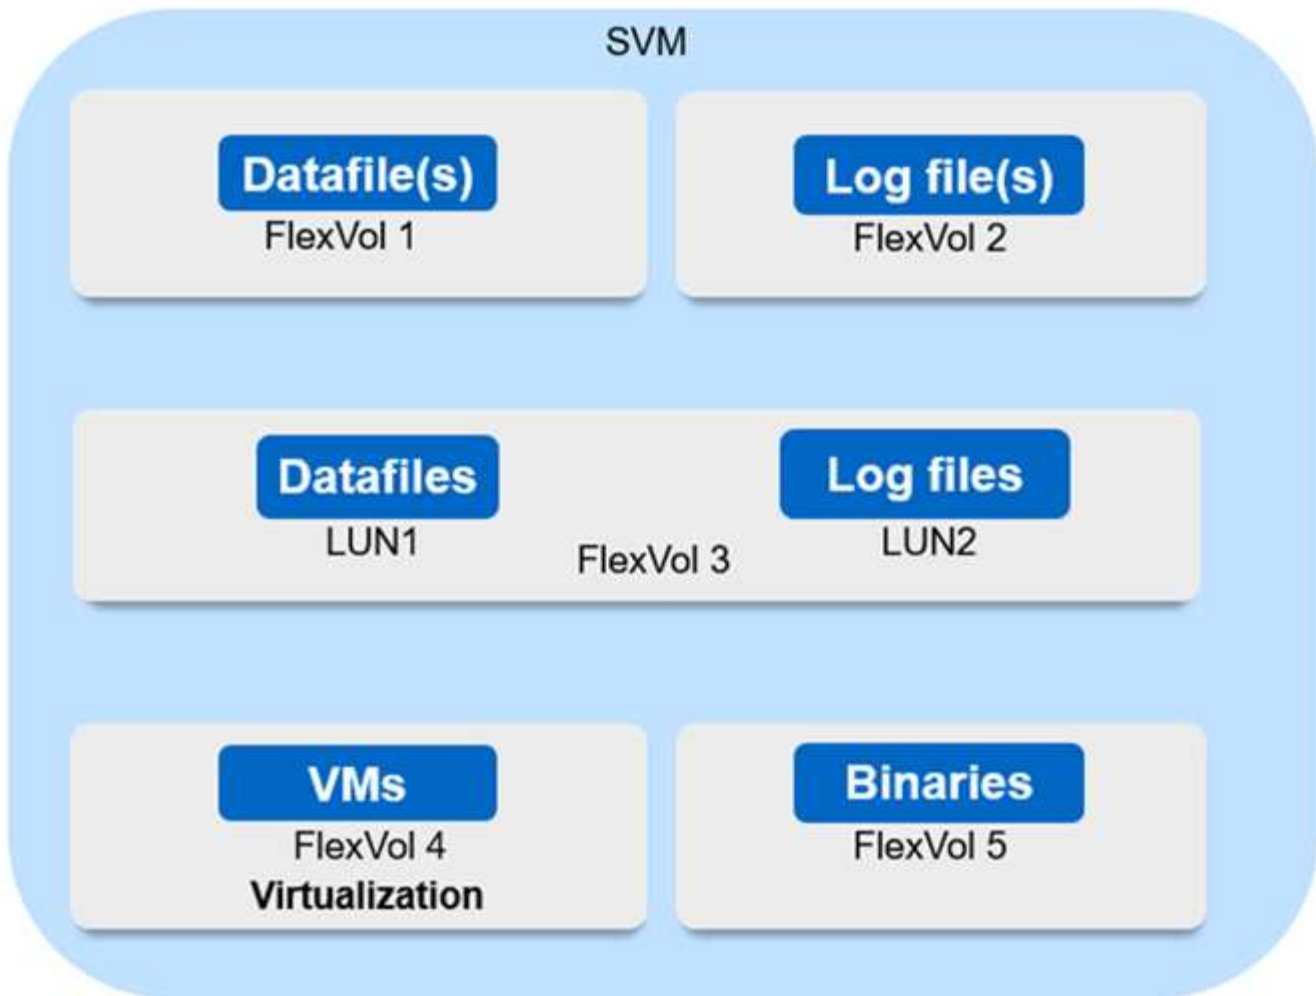 SVM
Datafile(s)
FlexVol 1
Log file(s)
FlexVol 2
Datafiles
LUN1
Log files
LUN2
FlexVol 3
VMs
FlexVol 4
Virtualization
Binaries
FlexVol 5